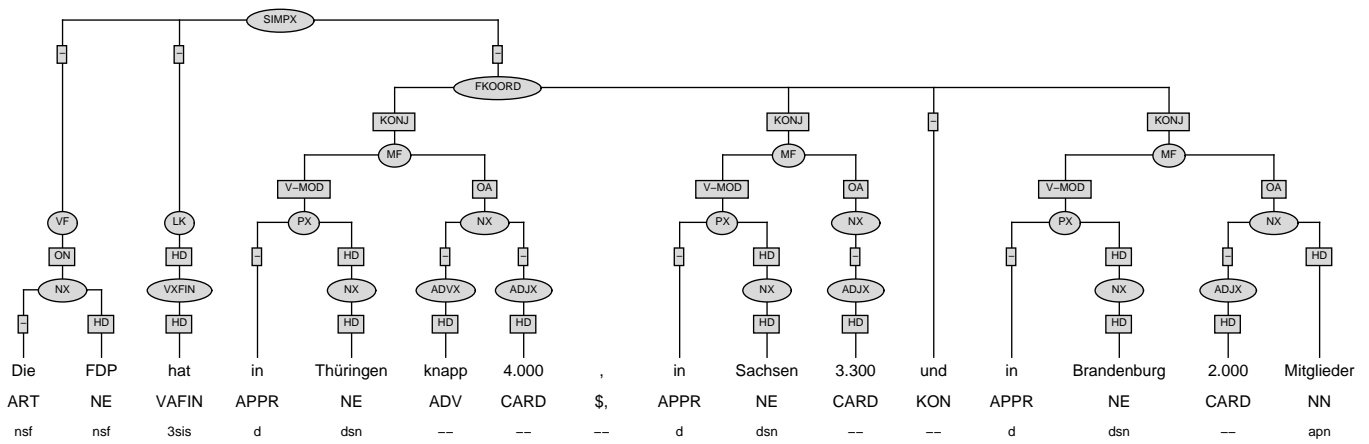 SIMPX
– – –
FKOORD
KONJ KONJ – KONJ
MF MF MF
V–MOD OA V–MOD OA V–MOD OA
VF LK PX NX PX NX PX NX
ON HD – HD – – – HD – – HD – HD
NX VXFIN NX ADVX ADJX NX ADJX NX ADJX
– HD HD HD HD HD HD HD HD HD
Die FDP hat in Thüringen knapp 4.000 , in Sachsen 3.300 und in Brandenburg 2.000 Mitglieder
ART NE VAFIN APPR NE ADV CARD $, APPR NE CARD KON APPR NE CARD NN
nsf nsf 3sis d dsn –– –– –– d dsn –– –– d dsn –– apn